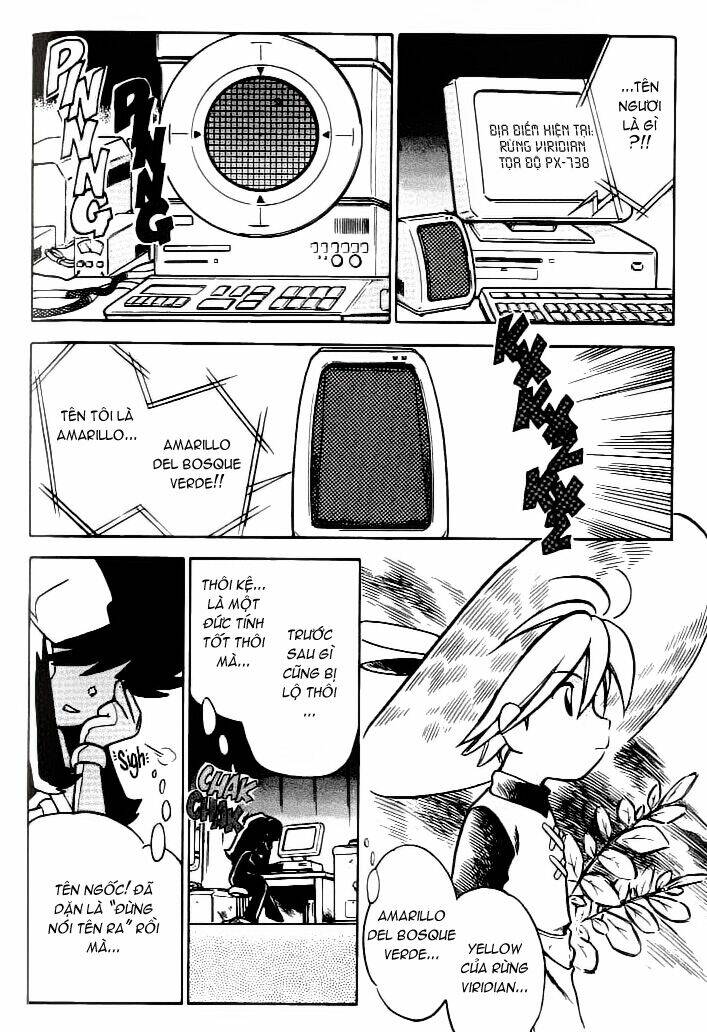 PINNNG
PINNNG
...TÊN
NGƯƠI
LÀ GÌ
?!!
ĐỊA ĐIỂM HIỆN TẠI:
RỪNG VIRIDIAN
TỌA ĐỘ PX-738
TÊN TÔI LÀ
AMARILLO...
AMARILLO
DEL BOSQUE
VERDE!!
Sigh
TÊN NGỐC! ĐÃ
DẶN LÀ "ĐỪNG
NÓI TÊN RA" RỒI
MÀ...
THÔI KỆ...
LÀ MỘT
ĐỨC TÍNH
TỐT THÔI
MÀ...
TRƯỚC
SAU GÌ
CŨNG BỊ
LỘ THÔI
...
CHAK
CHAK
AMARILLO
DEL BOSQUE
VERDE...
YELLOW
CỦA RỪNG
VIRIDIAN...